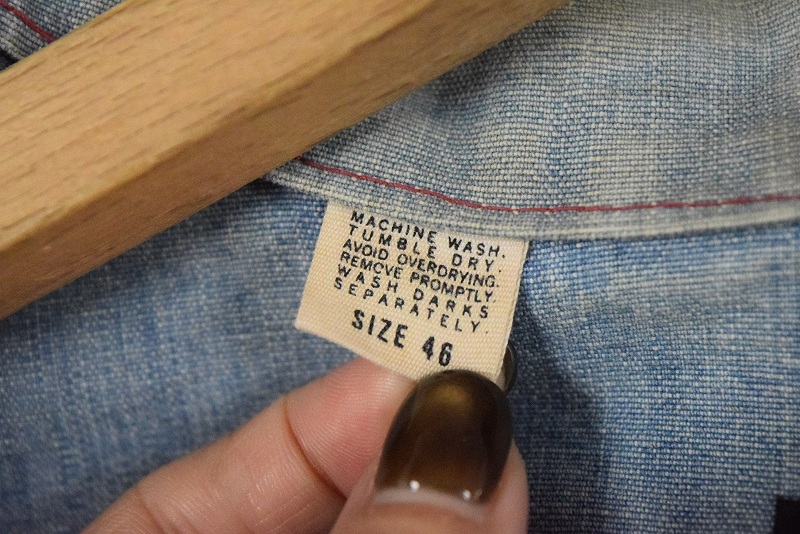 MACHINE WASH.
TUMBLE DRY.
AVOID OVERDRYING.
REMOVE PROMPTLY.
WASH DARKS
SEPARATELY.
SIZE 46